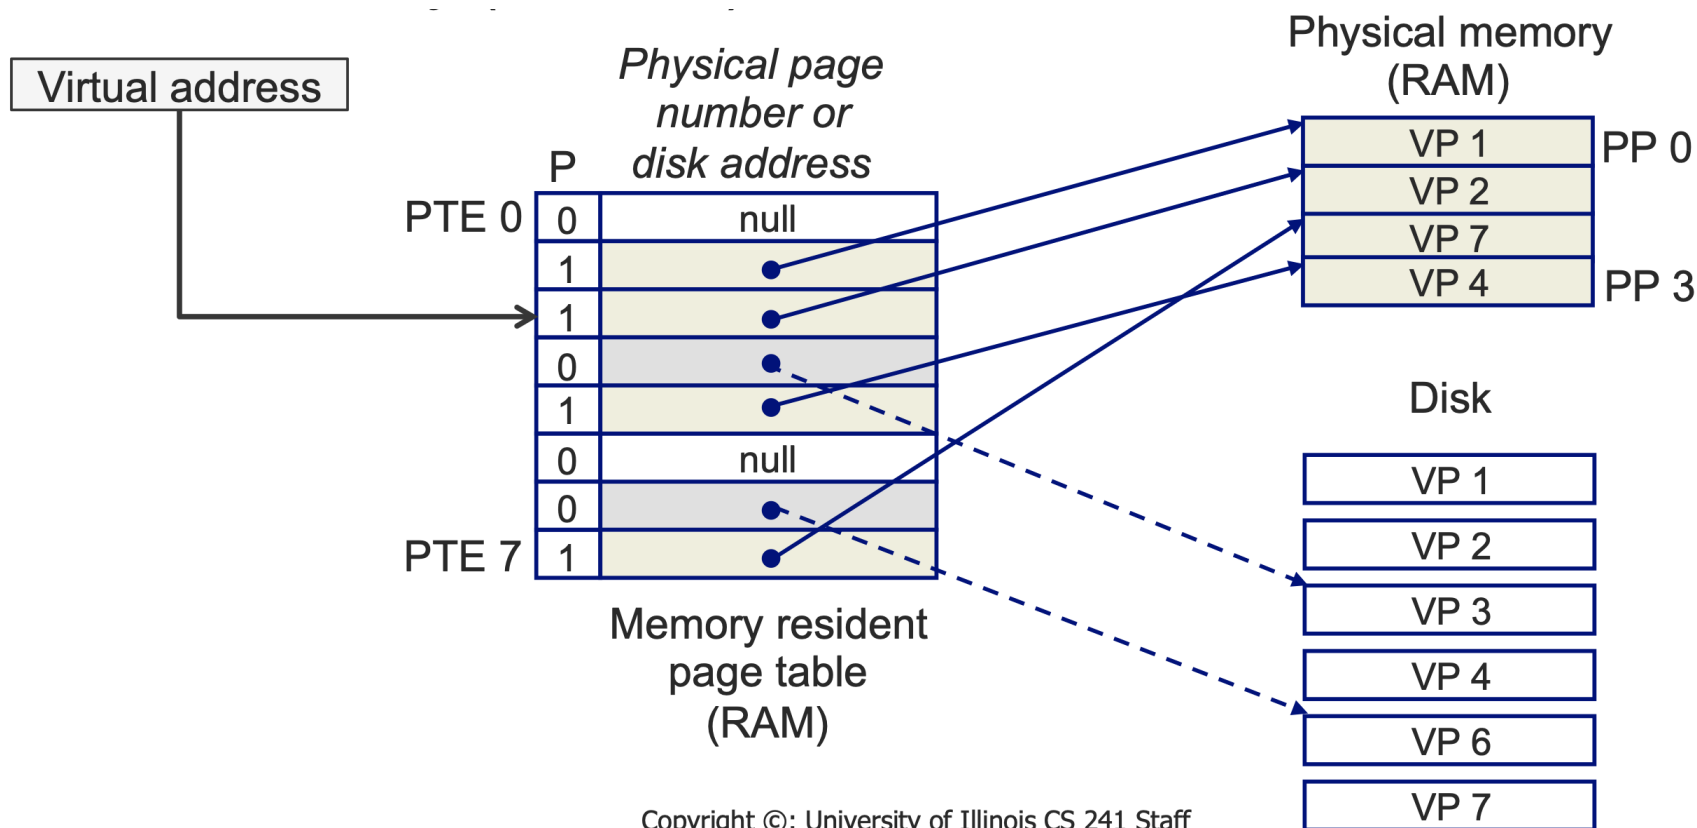 Virtual address
Physical page
number or
disk address
P
PTE 0
0
null
1
1
0
1
0
null
0
PTE 7
1
Memory resident
page table
(RAM)
Physical memory
(RAM)
VP 1
PP 0
VP 2
VP 7
VP 4
PP 3
Disk
VP 1
VP 2
VP 3
VP 4
VP 6
VP 7
Copyright ©: University of Illinois CS 241 Staff